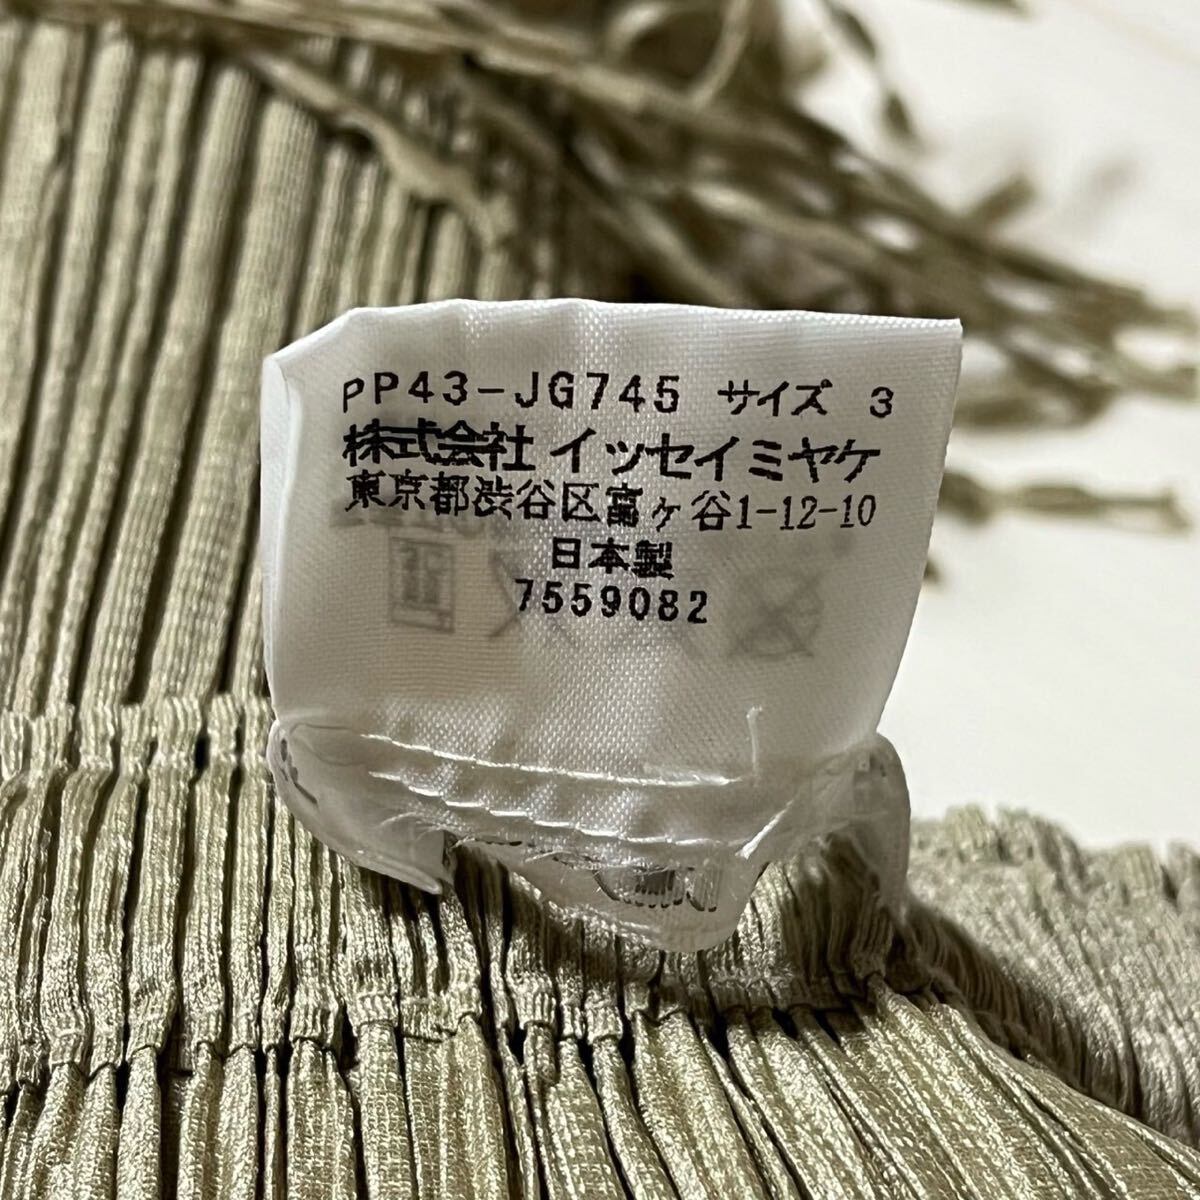 PP43-JG745 サイズ 3
株式会社 イッセイミヤケ
東京都渋谷区富ヶ谷1-12-10
日本製
7559082